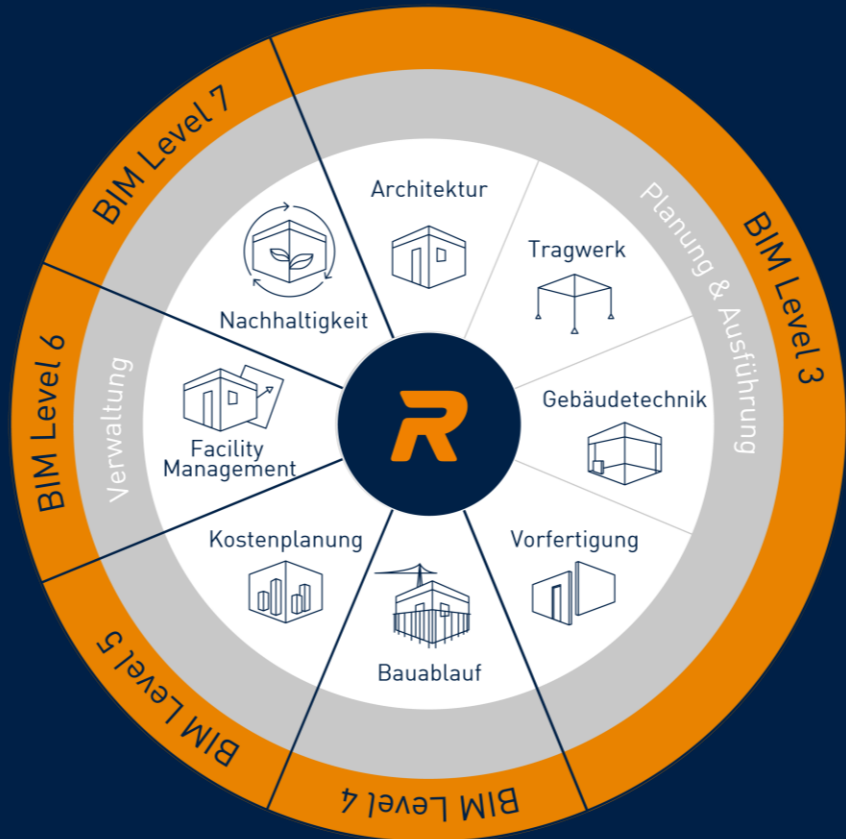 BIM Level 3
BIM Level 4
BIM Level 5
BIM Level 6
BIM Level 7
Planung & Ausführung
Verwaltung
Architektur
Tragwerk
Gebäudetechnik
Vorfertigung
Bauablauf
Kostenplanung
Facility
Management
Nachhaltigkeit
R